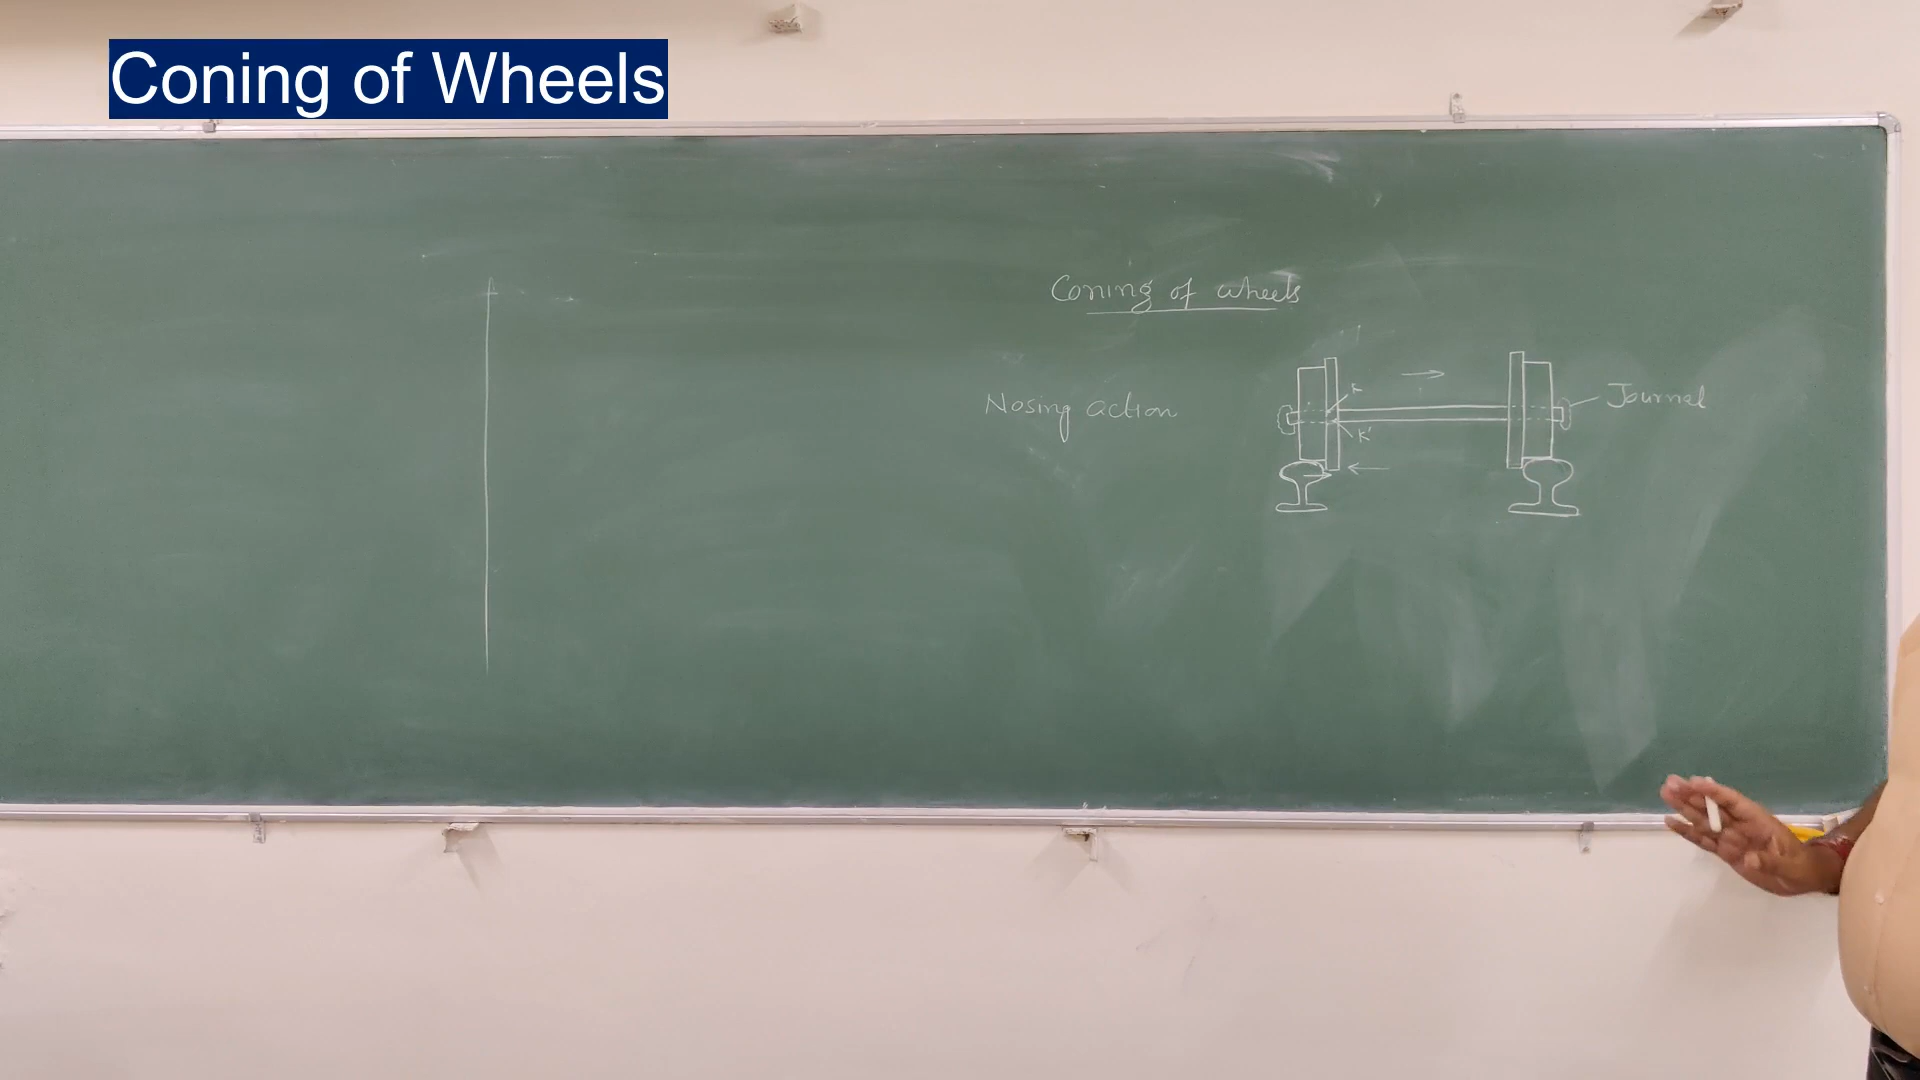 Coning of Wheels
Coning of wheels
Nosing action
Journal
K
K'